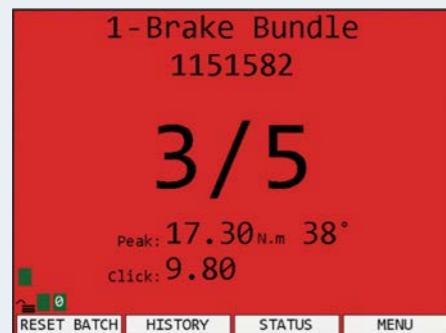 1-Brake Bundle
1151582
3/5
Peak: 17.30 N.m 38°
Click: 9.80
0
RESET BATCH HISTORY STATUS MENU